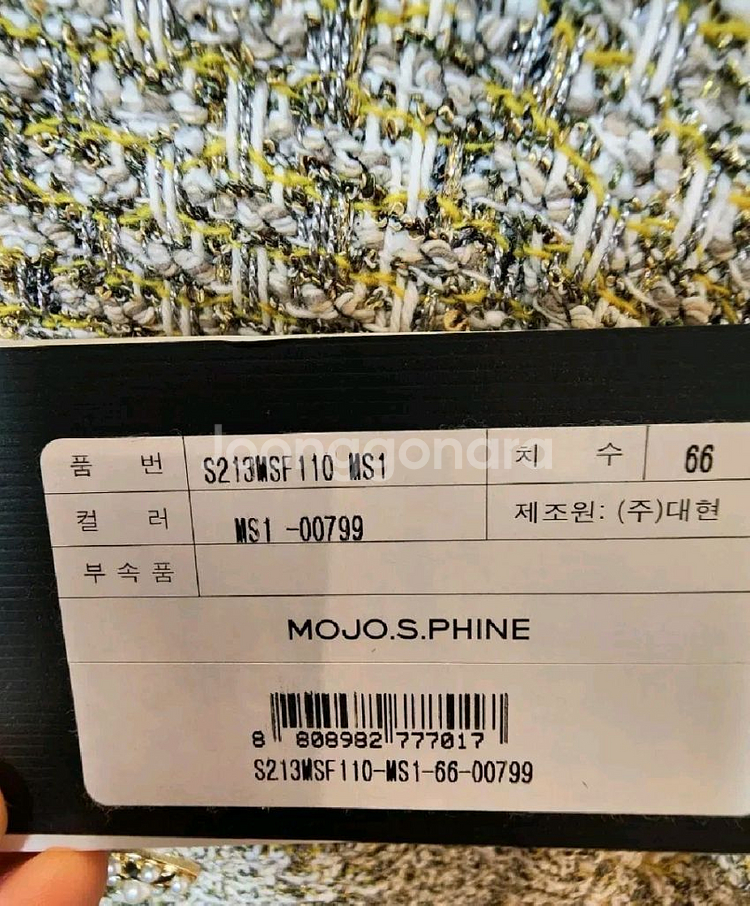 품 번 S213MSF110 MS1 치 수 66
joonggonara
컬 러 MS1 -00799 제조원: (주)대현
부속품
MOJO.S.PHINE
8 808982 777017
S213MSF110-MS1-66-00799